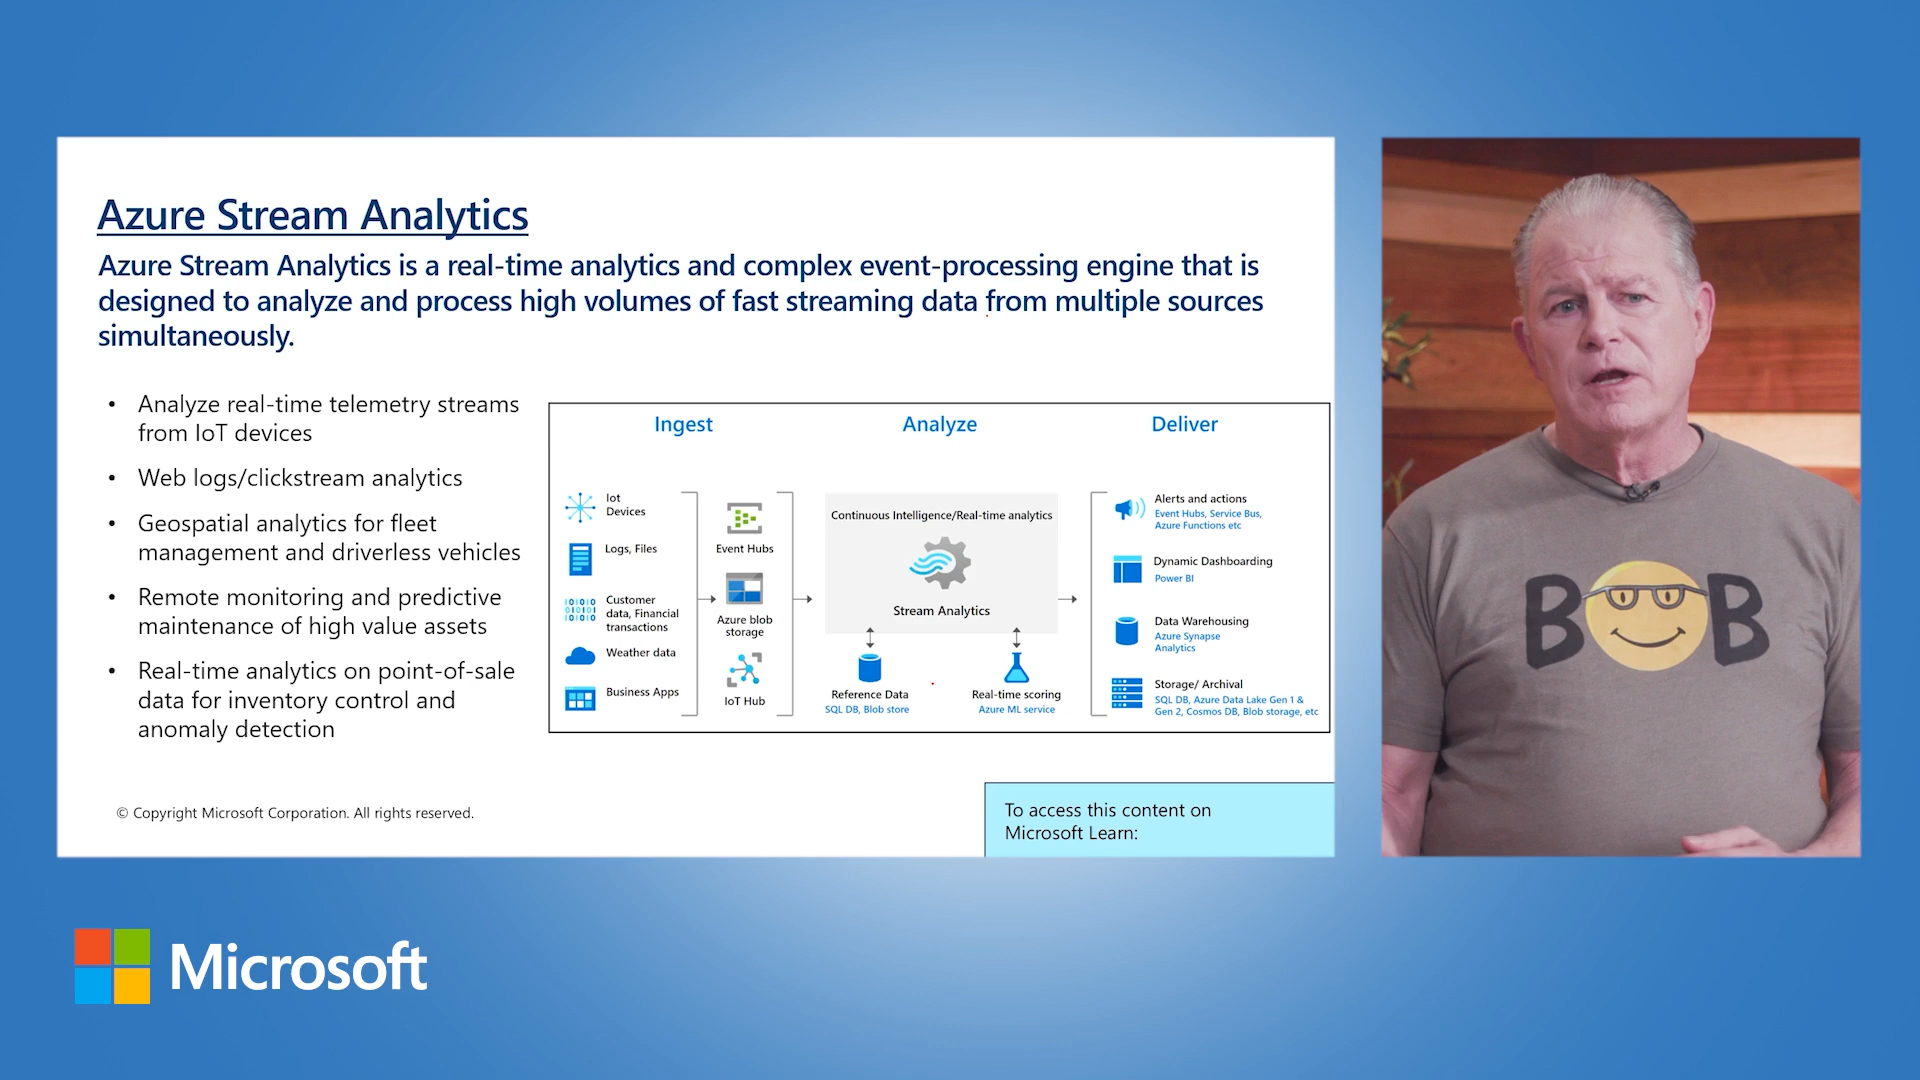 Azure Stream Analytics
Azure Stream Analytics is a real-time analytics and complex event-processing engine that is
designed to analyze and process high volumes of fast streaming data from multiple sources
simultaneously.
• Analyze real-time telemetry streams
from IoT devices
• Web logs/clickstream analytics
• Geospatial analytics for fleet
management and driverless vehicles
• Remote monitoring and predictive
maintenance of high value assets
• Real-time analytics on point-of-sale
data for inventory control and
anomaly detection
Ingest
Analyze
Deliver
Iot
Devices
Logs, Files
Customer
data, Financial
transactions
Weather data
Business Apps
Event Hubs
Azure blob
storage
IoT Hub
Continuous Intelligence/Real-time analytics
Stream Analytics
Reference Data
SQL DB, Blob store
Real-time scoring
Azure ML service
Alerts and actions
Event Hubs, Service Bus,
Azure Functions etc
Dynamic Dashboarding
Power BI
Data Warehousing
Azure Synapse
Analytics
Storage/ Archival
SQL DB, Azure Data Lake Gen 1 &
Gen 2, Cosmos DB, Blob storage, etc
© Copyright Microsoft Corporation. All rights reserved.
To access this content on
Microsoft Learn:
BOB
Microsoft